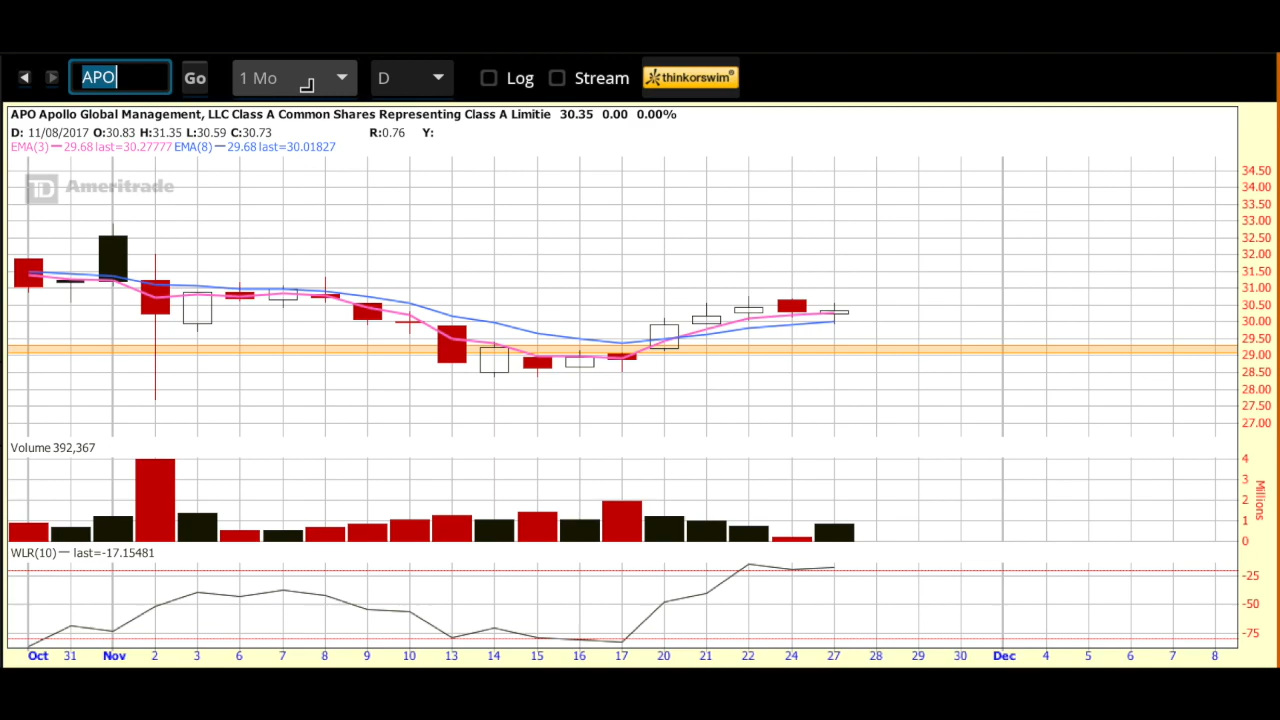 APO Go 1 Mo D Log Stream thinkorswim®
APO Apollo Global Management, LLC Class A Common Shares Representing Class A Limitie 30.35 0.00 0.00%
D: 11/08/2017 O:30.83 H:31.35 L:30.59 C:30.73 R:0.76 Y:
EMA(3) — 29.68 last=30.27777 EMA(8) — 29.68 last=30.01827
TD Ameritrade
34.50
34.00
33.50
33.00
32.50
32.00
31.50
31.00
30.50
30.00
29.50
29.00
28.50
28.00
27.50
27.00
Volume 392,367
4
3
2
1
0
Millions
WLR(10) — last=-17.15481
-25
-50
-75
Oct 31 Nov 2 3 6 7 8 9 10 13 14 15 16 17 20 21 22 24 27 28 29 30 Dec 4 5 6 7 8